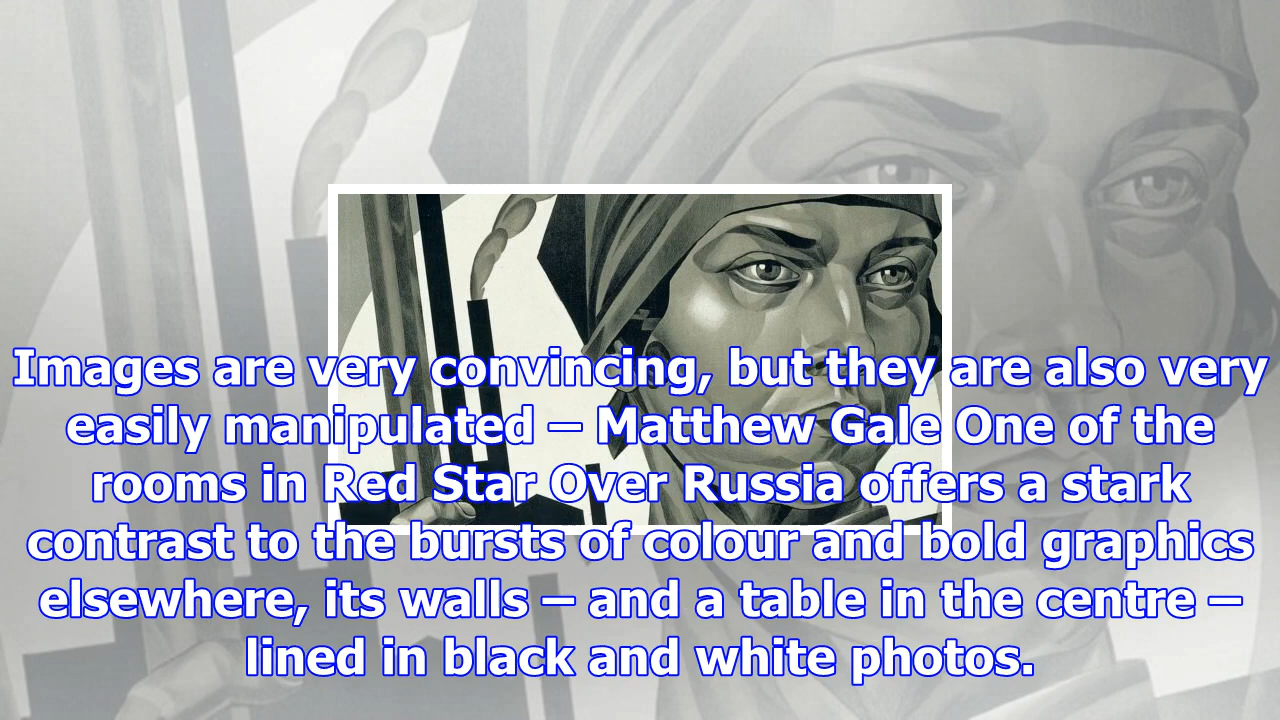 Images are very convincing, but they are also very
easily manipulated – Matthew Gale One of the
rooms in Red Star Over Russia offers a stark
contrast to the bursts of colour and bold graphics
elsewhere, its walls – and a table in the centre –
lined in black and white photos.